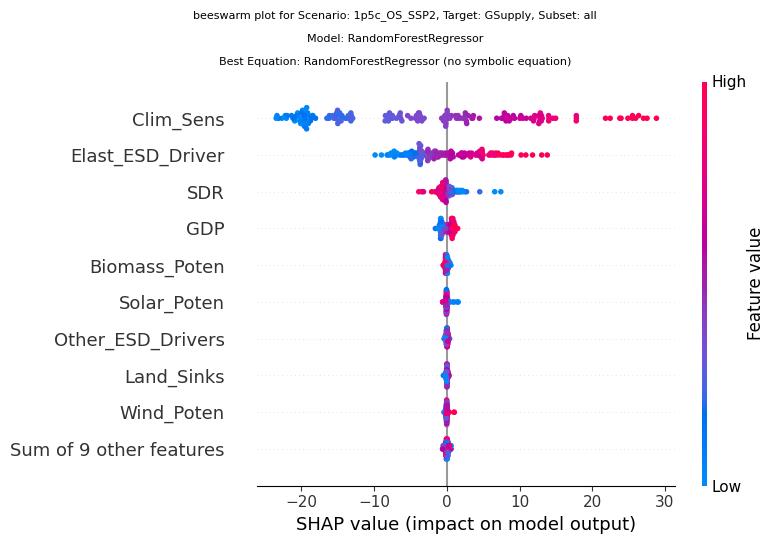 beeswarm plot for Scenario: 1p5c_OS_SSP2, Target: GSupply, Subset: all
Model: RandomForestRegressor
Best Equation: RandomForestRegressor (no symbolic equation)
High
Clim_Sens
Elast_ESD_Driver
SDR
GDP
Biomass_Poten
Solar_Poten
Other_ESD_Drivers
Land_Sinks
Wind_Poten
Sum of 9 other features
Feature value
Low
−20 −10 0 10 20 30
SHAP value (impact on model output)